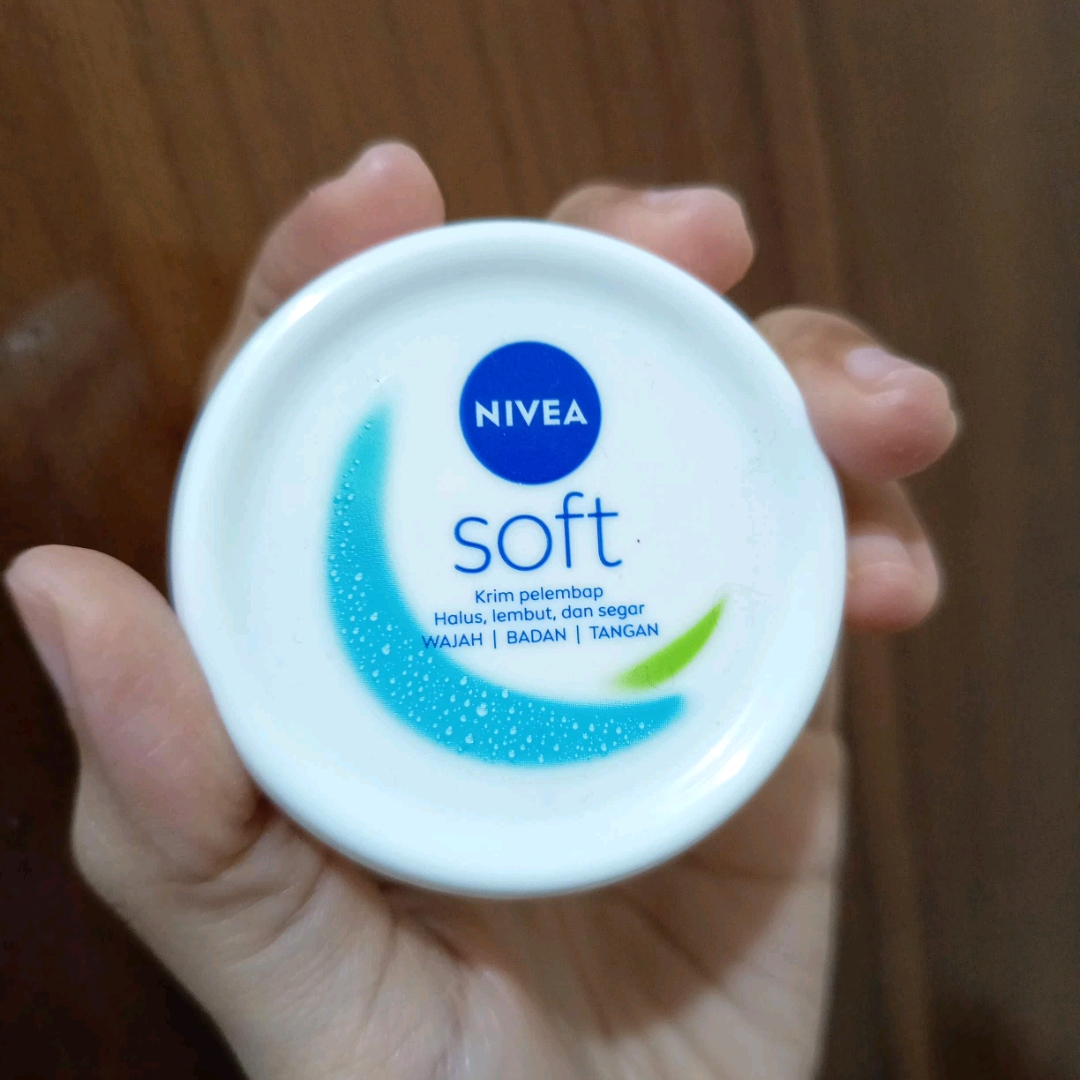 NIVEA
soft
Krim pelembap
Halus, lembut, dan segar
WAJAH | BADAN | TANGAN